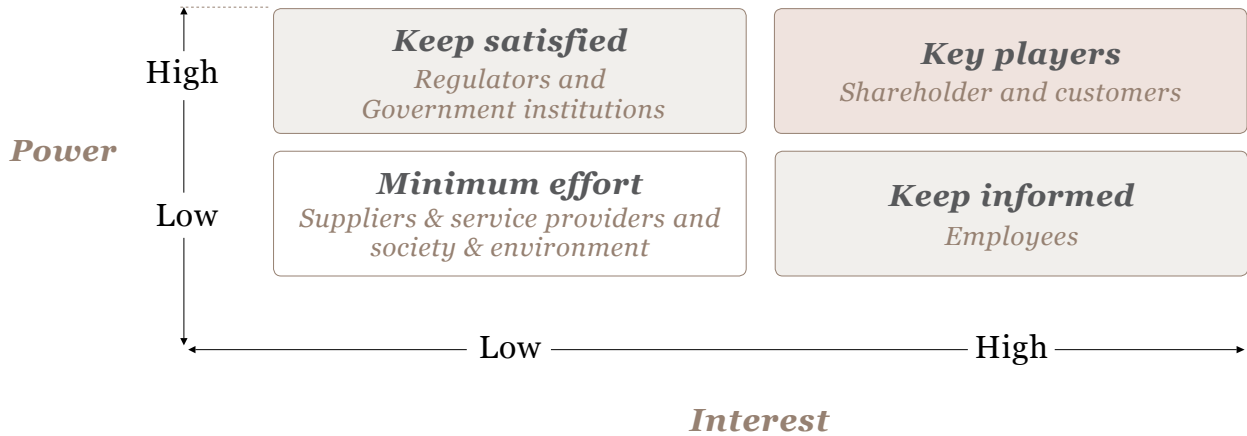 Keep satisfied
Regulators and
Government institutions
Key players
Shareholder and customers
High
Power
Minimum effort
Suppliers & service providers and
society & environment
Keep informed
Employees
Low
Low
High
Interest